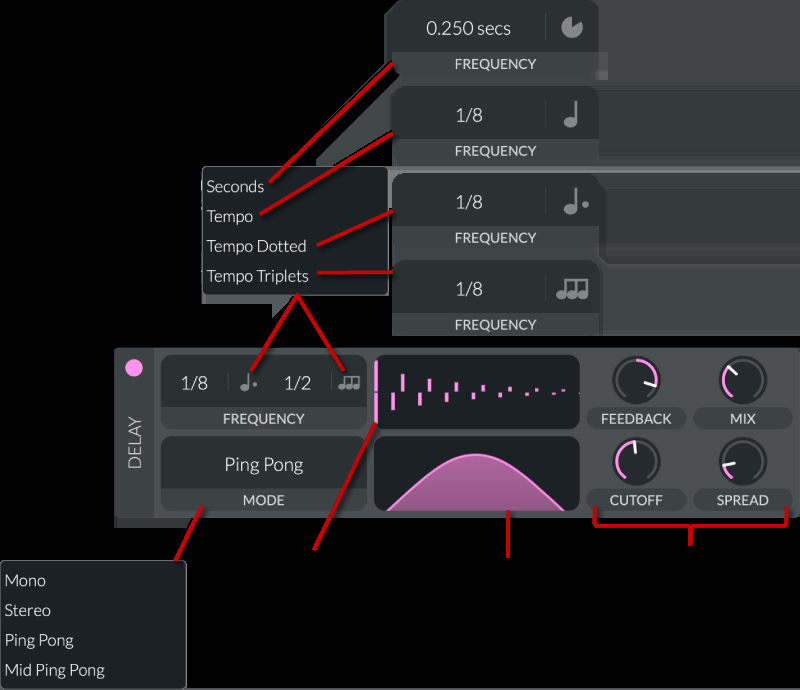 0.250 secs
FREQUENCY
1/8
FREQUENCY
Seconds
Tempo
Tempo Dotted
Tempo Triplets
1/8
FREQUENCY
1/8
FREQUENCY
DELAY
1/8 1/2
FREQUENCY
Ping Pong
MODE
FEEDBACK MIX
CUTOFF SPREAD
Mono
Stereo
Ping Pong
Mid Ping Pong